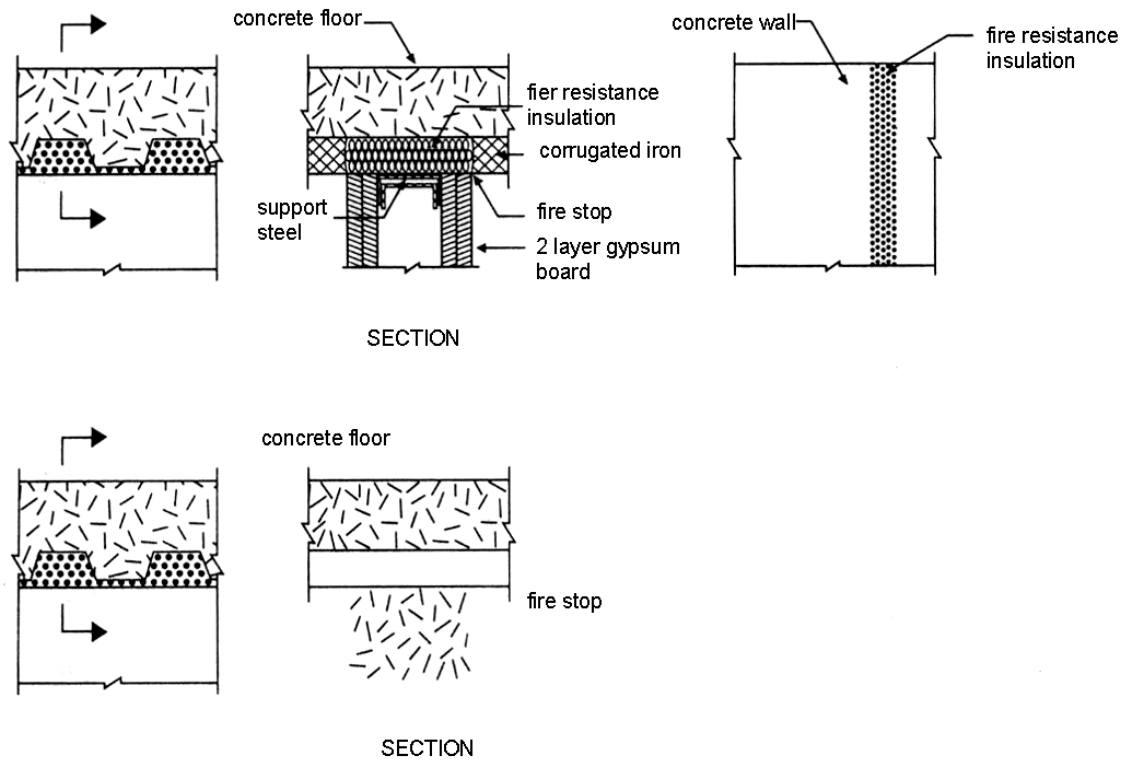 concrete floor
concrete wall
fire resistance
insulation
fier resistance
insulation
corrugated iron
support
steel
fire stop
2 layer gypsum
board
SECTION
concrete floor
fire stop
SECTION